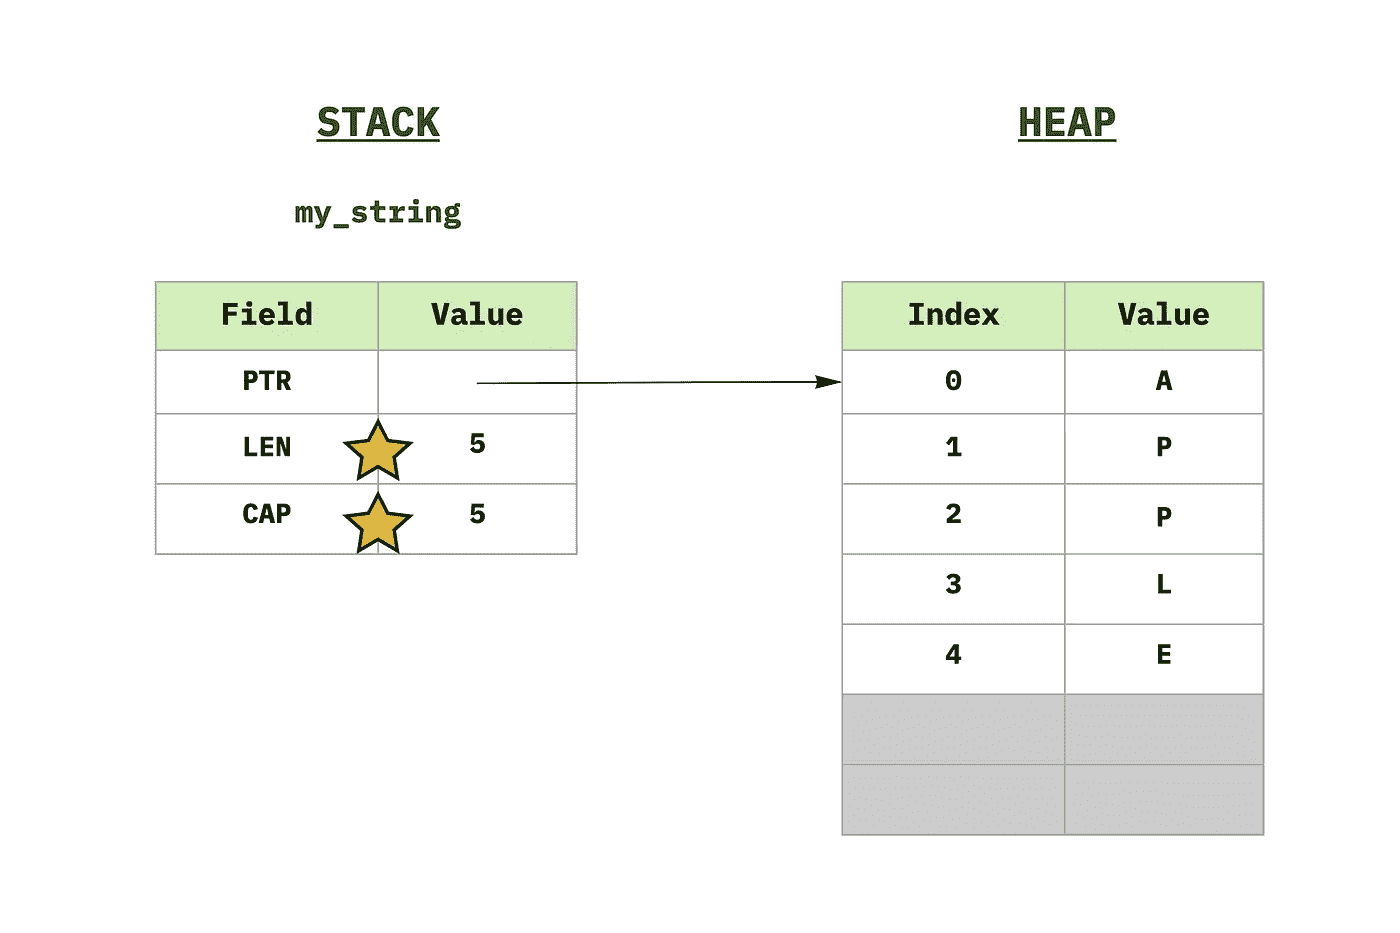 STACK
my_string
Field Value
PTR
LEN 5
CAP 5
HEAP
Index Value
0 A
1 P
2 P
3 L
4 E